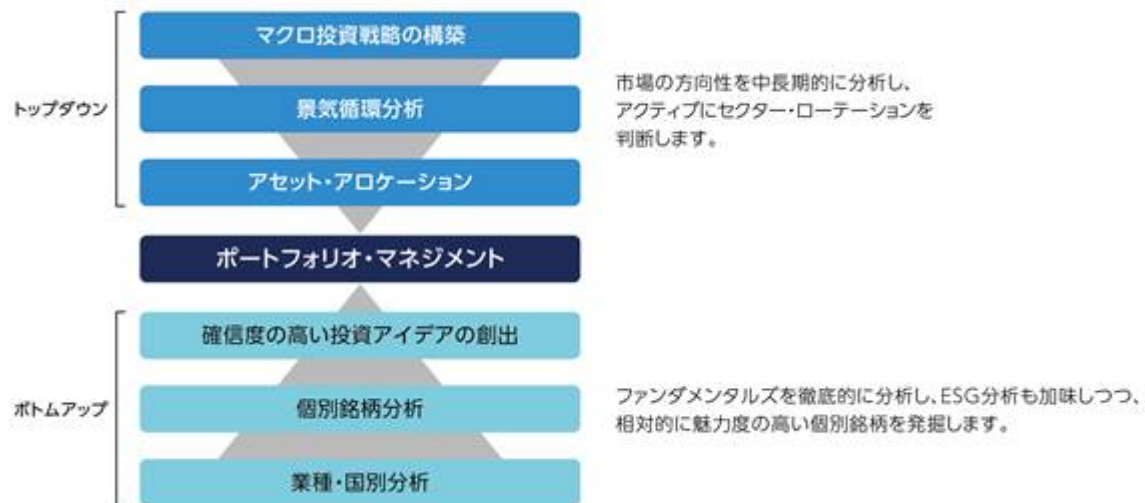 マクロ投資戦略の構築
トップダウン
景気循環分析
アセット・アロケーション
市場の方向性を中長期的に分析し、
アクティブにセクター・ローテーションを
判断します。
ポートフォリオ・マネジメント
確信度の高い投資アイデアの創出
ボトムアップ
個別銘柄分析
業種・国別分析
ファンダメンタルズを徹底的に分析し、ESG分析も加味しつつ、
相対的に魅力度の高い個別銘柄を発掘します。